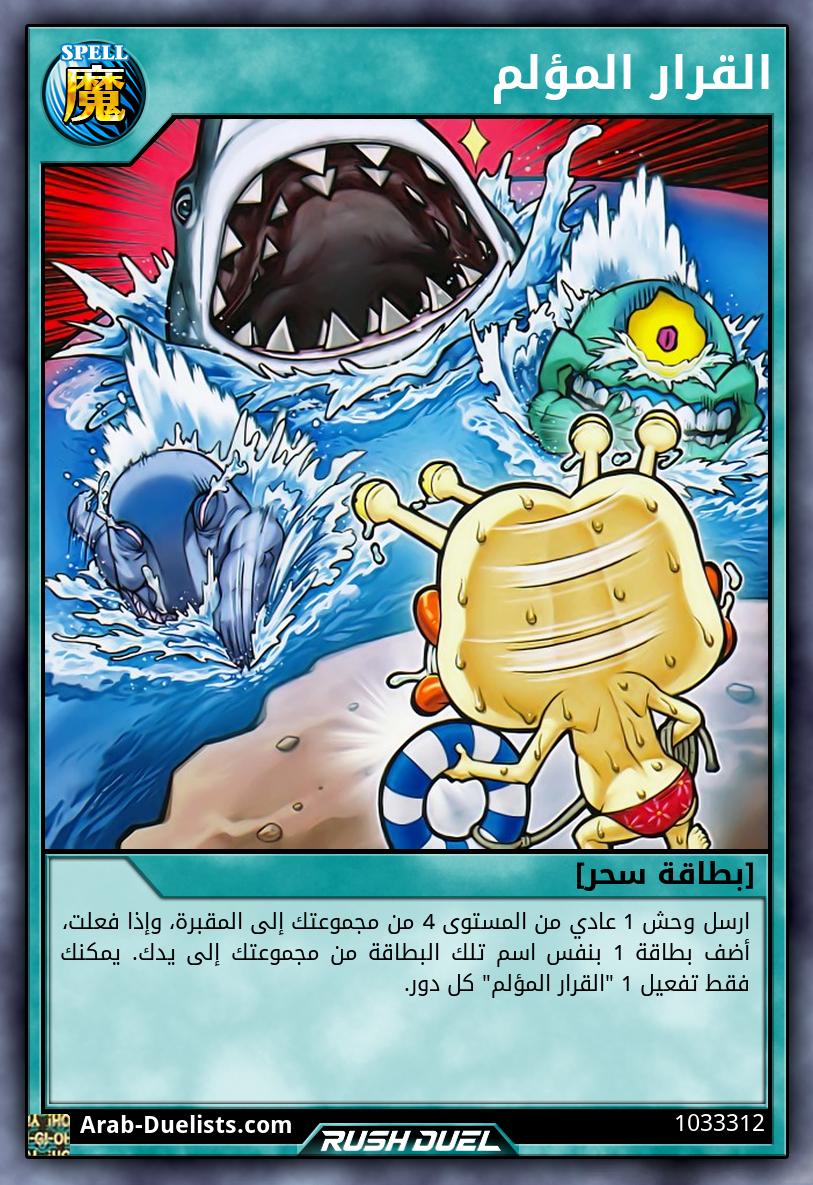 SPELL
魔
القرار المؤلم
[بطاقة سحر]
ارسل وحش 1 عادي من المستوى 4 من مجموعتك إلى المقبرة، وإذا فعلت،
أضف بطاقة 1 بنفس اسم تلك البطاقة من مجموعتك إلى يدك. يمكنك
فقط تفعيل 1 "القرار المؤلم" كل دور.
Arab-Duelists.com
1033312
RUSH DUEL